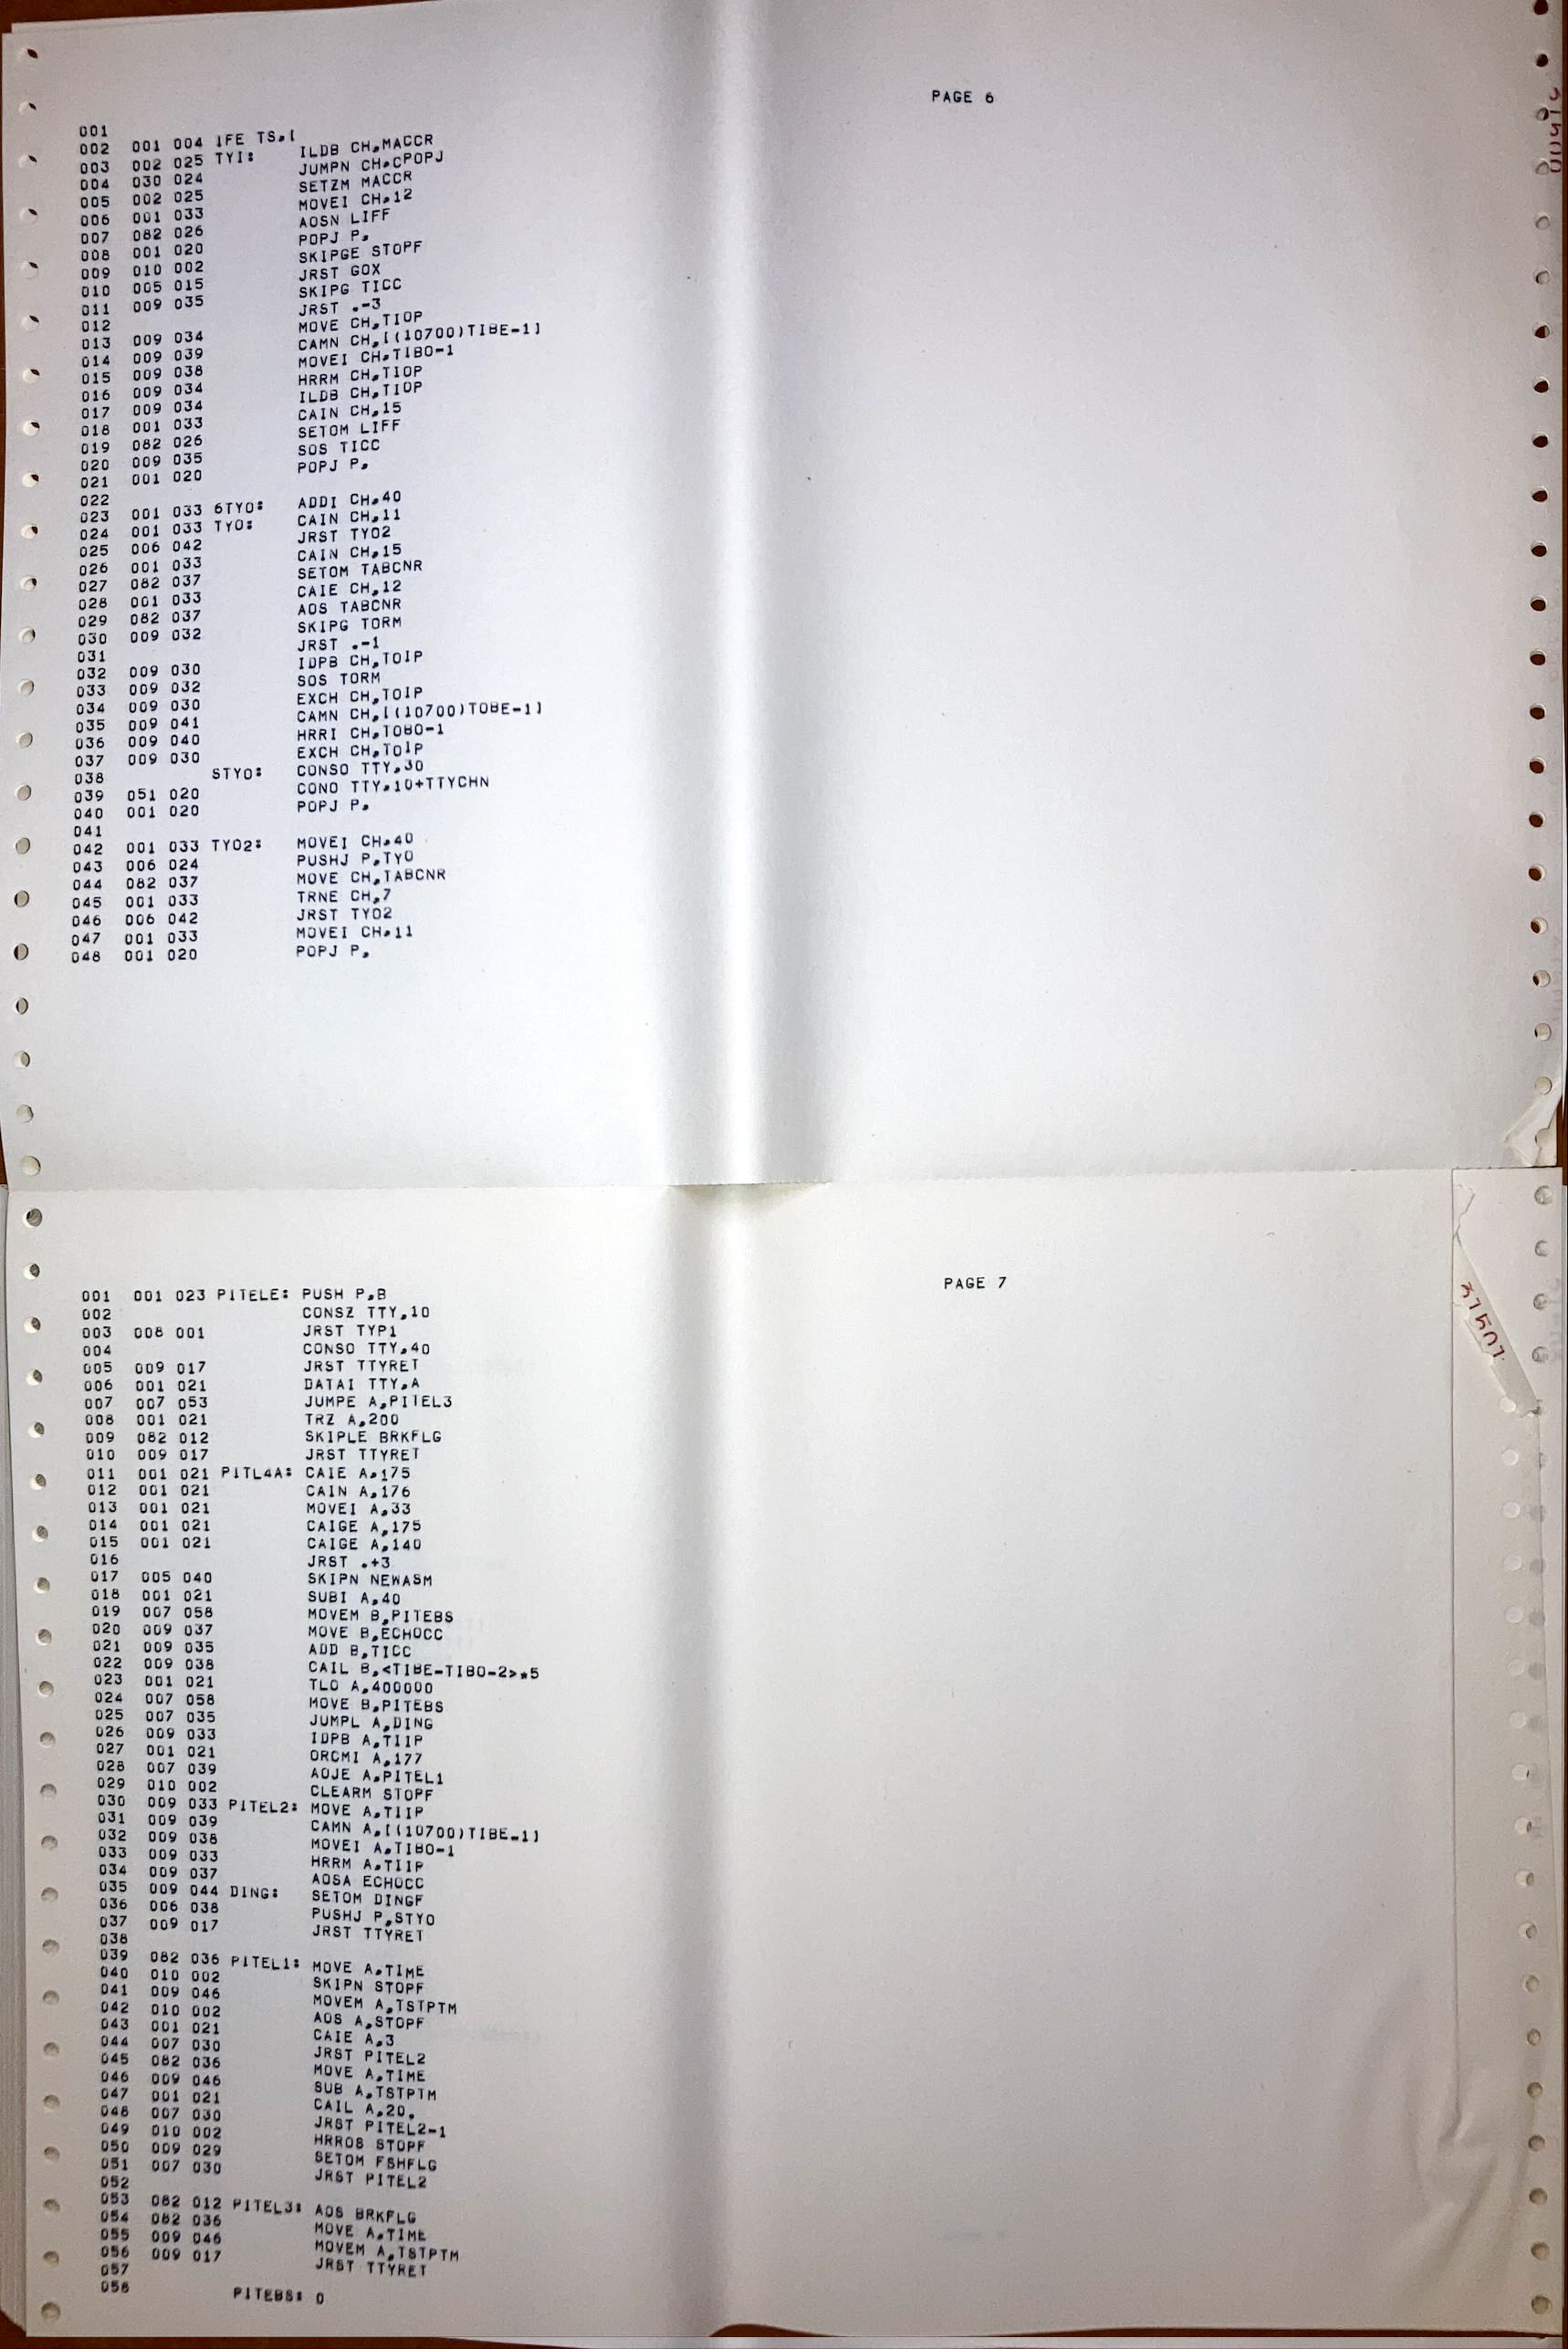 PAGE 6
001
002 001 004 IFE TS,[
003 002 025 TYI: ILDB CH,MACCR
004 030 024 JUMPN CH,CPOPJ
005 002 025 SETZM MACCR
006 001 033 MOVEI CH,12
007 082 026 AOSN LIFF
008 001 020 POPJ P,
009 010 002 SKIPGE STOPF
010 005 015 JRST GOX
011 009 035 SKIPG TICC
012 JRST .-3
013 009 034 MOVE CH,TIOP
014 009 039 CAMN CH,[(10700)TIBE-1]
015 009 038 MOVEI CH,TIBO-1
016 009 034 HRRM CH,TIOP
017 009 034 ILDB CH,TIOP
018 001 033 CAIN CH,15
019 082 026 SETOM LIFF
020 009 035 SOS TICC
021 001 020 POPJ P,
022
023 001 033 6TYO: ADDI CH,40
024 001 033 TYO: CAIN CH,11
025 006 042 JRST TYO2
026 001 033 CAIN CH,15
027 082 037 SETOM TABCNR
028 001 033 CAIE CH,12
029 082 037 AOS TABCNR
030 009 032 SKIPG TORM
031 JRST .-1
032 009 030 IDPB CH,TOIP
033 009 032 SOS TORM
034 009 030 EXCH CH,TOIP
035 009 041 CAMN CH,[(10700)TOBE-1]
036 009 040 HRRI CH,TOBO-1
037 009 030 EXCH CH,TOIP
038 STYO: CONSO TTY,30
039 051 020 CONO TTY,10+TTYCHN
040 001 020 POPJ P,
041
042 001 033 TYO2: MOVEI CH,40
043 006 024 PUSHJ P,TYO
044 082 037 MOVE CH,TABCNR
045 001 033 TRNE CH,7
046 006 042 JRST TYO2
047 001 033 MOVEI CH,11
048 001 020 POPJ P,
PAGE 7
001 001 023 PITELE: PUSH P,B
002 CONSZ TTY,10
003 008 001 JRST TYP1
004 CONSO TTY,40
005 009 017 JRST TTYRET
006 001 021 DATAI TTY,A
007 007 053 JUMPE A,PITEL3
008 001 021 TRZ A,200
009 082 012 SKIPLE BRKFLG
010 009 017 JRST TTYRET
011 001 021 PITL4A: CAIE A,175
012 001 021 CAIN A,176
013 001 021 MOVEI A,33
014 001 021 CAIGE A,175
015 001 021 CAIGE A,140
016 JRST .+3
017 005 040 SKIPN NEWASM
018 001 021 SUBI A,40
019 007 058 MOVEM B,PITEBS
020 009 037 MOVE B,ECHOCC
021 009 035 ADD B,TICC
022 009 038 CAIL B,<TIBE-TIBO-2>*5
023 001 021 TLO A,400000
024 007 058 MOVE B,PITEBS
025 007 035 JUMPL A,DING
026 009 033 IDPB A,TIIP
027 001 021 ORCMI A,177
028 007 039 AOJE A,PITEL1
029 010 002 CLEARM STOPF
030 009 033 PITEL2: MOVE A,TIIP
031 009 039 CAMN A,[(10700)TIBE-1]
032 009 038 MOVEI A,TIBO-1
033 009 033 HRRM A,TIIP
034 009 037 AOSA ECHOCC
035 009 044 DING: SETOM DINGF
036 006 038 PUSHJ P,STYO
037 009 017 JRST TTYRET
038
039 082 036 PITEL1: MOVE A,TIME
040 010 002 SKIPN STOPF
041 009 046 MOVEM A,TSTPTM
042 010 002 AOS A,STOPF
043 001 021 CAIE A,3
044 007 030 JRST PITEL2
045 082 036 MOVE A,TIME
046 009 046 SUB A,TSTPTM
047 001 021 CAIL A,20.
048 007 030 JRST PITEL2-1
049 010 002 HRROS STOPF
050 009 029 SETOM FSHFLG
051 007 030 JRST PITEL2
052
053 082 012 PITEL3: AOS BRKFLG
054 082 036 MOVE A,TIME
055 009 046 MOVEM A,TSTPTM
056 009 017 JRST TTYRET
057
058 PITEBS: 0